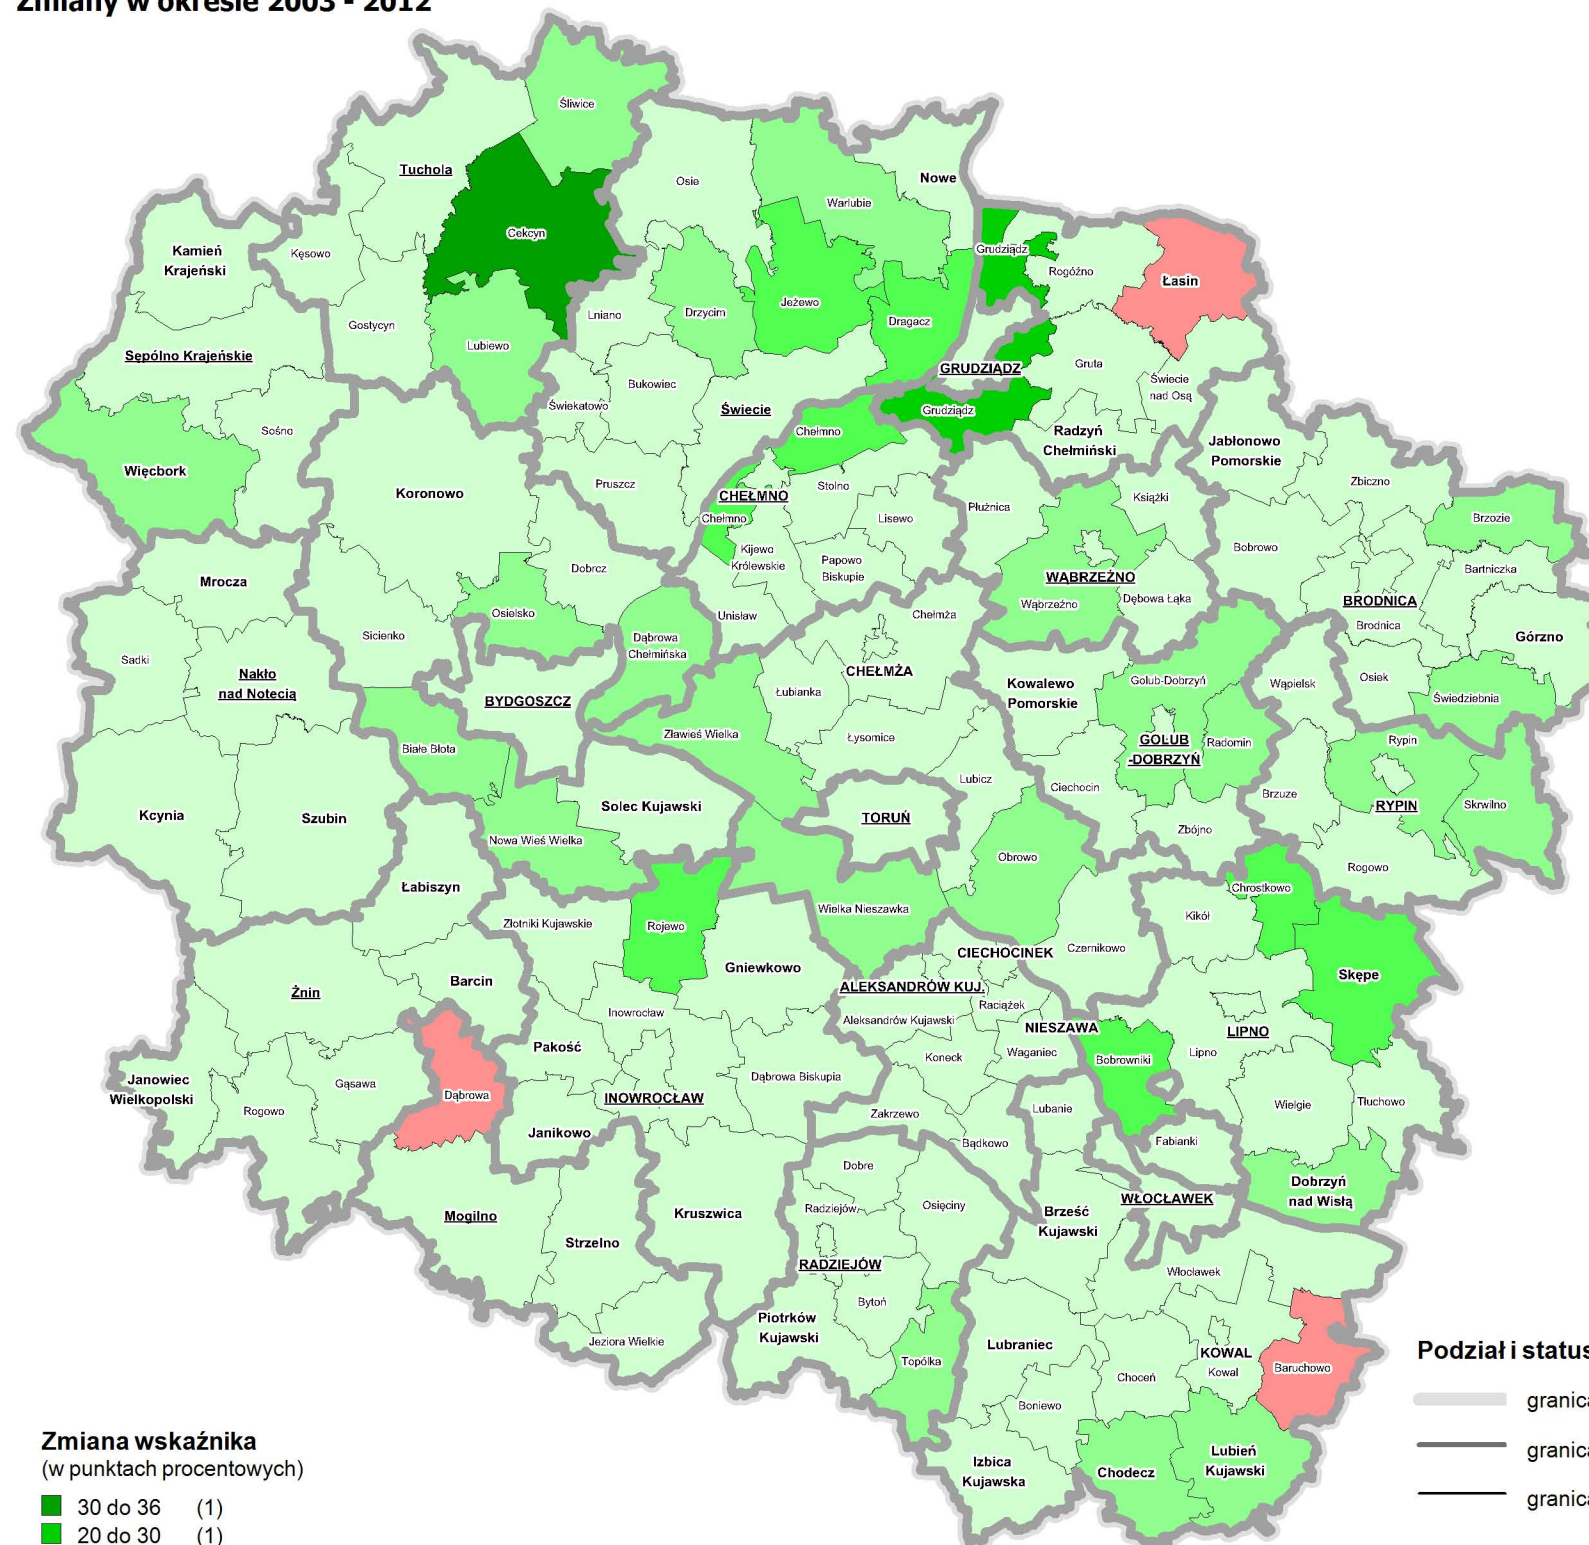 Zmiany w okresie 2003 - 2012
Śliwice
Tuchola
Osie
Nowe
Warlubie
Cekcyn
Kęsowo
Kamień
Krajeński
Grudziądz
Rogóźno
Łasin
Jeżewo
Drzycim
Lniano
Dragacz
Gostycyn
Lubiewo
Sępólno Krajeńskie
GRUDZIĄDZ
Gruta
Świecie
nad Osą
Bukowiec
Świekatowo
Świecie
Grudziądz
Sośno
Chełmno
Radzyń
Chełmiński
Jabłonowo
Pomorskie
Więcbork
Koronowo
Pruszcz
CHEŁMNO
Stolno
Zbiczno
Książki
Płużnica
Chełmno
Lisewo
Brzozie
Kijewo
Królewskie
Papowo
Biskupie
Bobrowo
Dobrcz
Bartniczka
Mrocza
WĄBRZEŹNO
Wąbrzeźno
Dębowa Łąka
BRODNICA
Brodnica
Osielsko
Unisław
Chełmża
Sicienko
Dąbrowa
Chełmińska
Górzno
Sadki
Nakło
nad Notecią
CHEŁMŻA
Łubianka
Kowalewo
Pomorskie
Golub-Dobrzyń
Wąpielsk
Osiek
Świedziebnia
BYDGOSZCZ
Zławieś Wielka
Łysomice
GOLUB
-DOBRZYŃ
Radomin
Rypin
Białe Błota
Lubicz
Ciechocin
Brzuze
RYPIN
Skrwilno
Solec Kujawski
Kcynia
Szubin
TORUŃ
Zbójno
Nowa Wieś Wielka
Obrowo
Rogowo
Łabiszyn
Chrostkowo
Wielka Nieszawka
Kikół
Złotniki Kujawskie
Rojewo
Czernikowo
CIECHOCINEK
Gniewkowo
Skępe
Barcin
Żnin
ALEKSANDRÓW KUJ.
Raciążek
Inowrocław
Aleksandrów Kujawski
NIESZAWA
LIPNO
Pakość
Koneck
Waganiec
Bobrowniki
Lipno
Janowiec
Wielkopolski
Gąsawa
Dąbrowa
Dąbrowa Biskupia
INOWROCŁAW
Rogowo
Zakrzewo
Lubanie
Wielgie
Tłuchowo
Janikowo
Bądkowo
Fabianki
Dobre
Dobrzyń
nad Wisłą
Mogilno
Kruszwica
Radziejów
Osięciny
Brześć
Kujawski
WŁOCŁAWEK
Strzelno
RADZIEJÓW
Włocławek
Bytoń
Piotrków
Kujawski
Jeziora Wielkie
Lubraniec
Topólka
KOWAL
Kowal
Baruchowo
Choceń
Boniewo
Izbica
Kujawska
Chodecz
Lubień
Kujawski
Podział i status
granica
granica
granica
Zmiana wskaźnika
(w punktach procentowych)
30 do 36 (1)
20 do 30 (1)